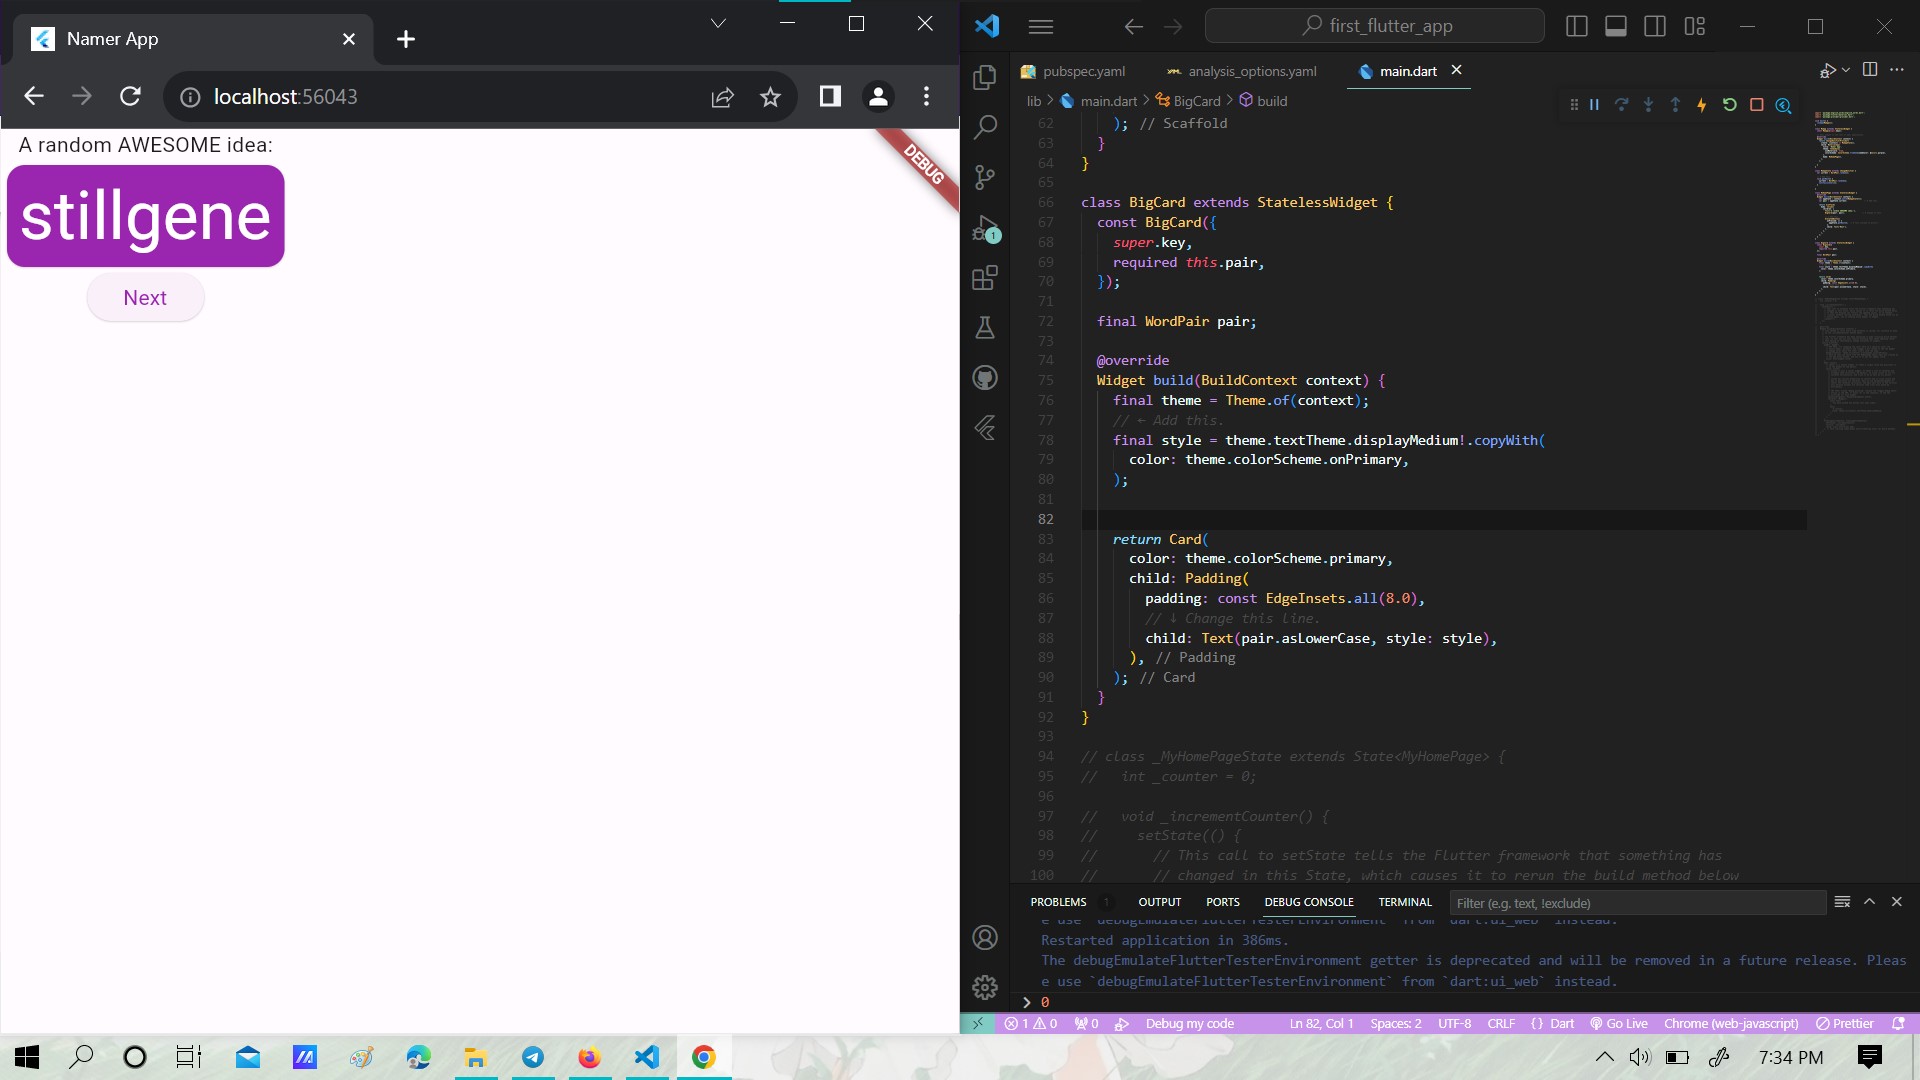 Namer App
localhost:56043
A random AWESOME idea:
DEBUG
stillgene
Next
first_flutter_app
pubspec.yaml
analysis_options.yaml
main.dart
lib > main.dart > BigCard > build
62 ); // Scaffold
63 }
64 }
65
66 class BigCard extends StatelessWidget {
67 const BigCard({
68 super.key,
69 required this.pair,
70 });
71
72 final WordPair pair;
73
74 @override
75 Widget build(BuildContext context) {
76 final theme = Theme.of(context);
77 // ← Add this.
78 final style = theme.textTheme.displayMedium!.copyWith(
79 color: theme.colorScheme.onPrimary,
80 );
81
82
83 return Card(
84 color: theme.colorScheme.primary,
85 child: Padding(
86 padding: const EdgeInsets.all(8.0),
87 // ↓ Change this line.
88 child: Text(pair.asLowerCase, style: style),
89 ), // Padding
90 ); // Card
91 }
92 }
93
94 // class _MyHomePageState extends State<MyHomePage> {
95 // int _counter = 0;
96
97 // void _incrementCounter() {
98 // setState(() {
99 // // This call to setState tells the Flutter framework that something has
100 // // changed in this State, which causes it to rerun the build method below
1
PROBLEMS 1 OUTPUT PORTS DEBUG CONSOLE TERMINAL Filter (e.g. text, !exclude)
e use `debugEmulateFlutterTesterEnvironment` from `dart:ui_web` instead.
Restarted application in 386ms.
The debugEmulateFlutterTesterEnvironment getter is deprecated and will be removed in a future release. Pleas
e use `debugEmulateFlutterTesterEnvironment` from `dart:ui_web` instead.
> 0
1 0 0 Debug my code Ln 82, Col 1 Spaces: 2 UTF-8 CRLF {} Dart Go Live Chrome (web-javascript) Prettier
7:34 PM